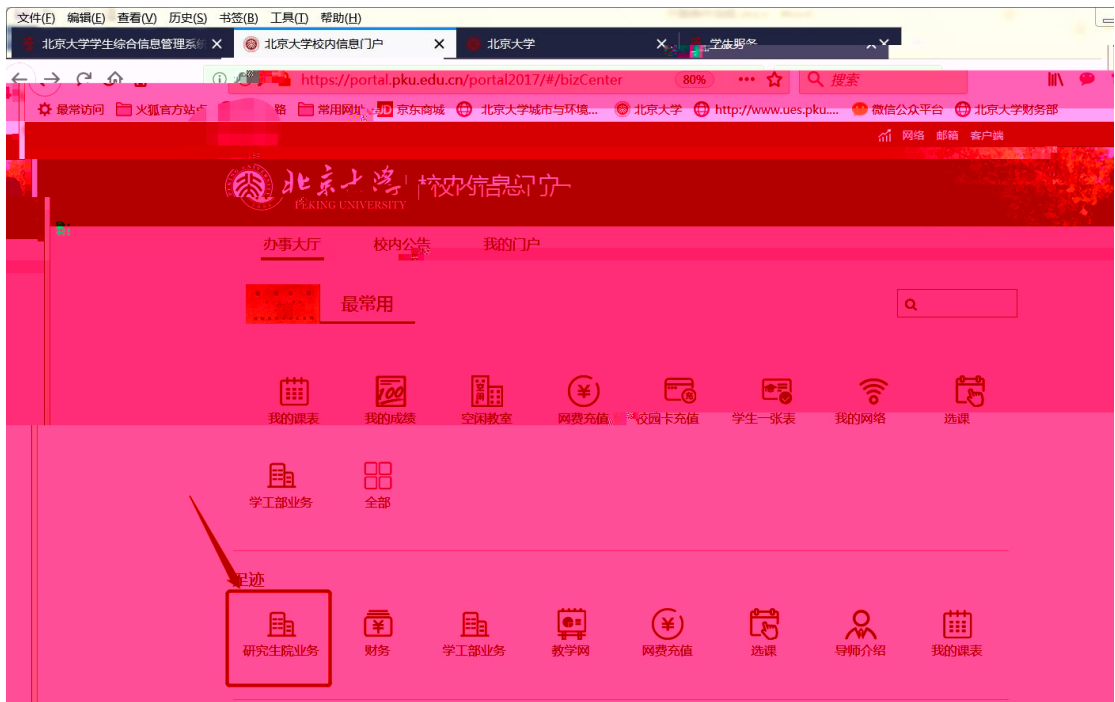 文件(F) 编辑(E) 查看(V) 历史(S) 书签(B) 工具(T) 帮助(H)
北京大学学生综合信息管理系统 × 北京大学校内信息门户 × 北京大学 ×
https://portal.pku.edu.cn/portal2017/#/bizCenter 80% 搜索
最常访问 火狐官方站点 常用网址 JD 京东商城 北京大学城市与环境... 北京大学 http://www.ues.pku.... 微信公众平台 北京大学财务部
网络 邮箱 客户端
北京大学 校内信息门户
PEKING UNIVERSITY
办事大厅 校内公告 我的门户
最常用
我的课表 我的成绩 空闲教室 网费充值 校园卡充值 学生一张表 我的网络 选课
学工部业务 全部
足迹
研究生院业务 财务 学工部业务 教学网 网费充值 选课 导师介绍 我的课表